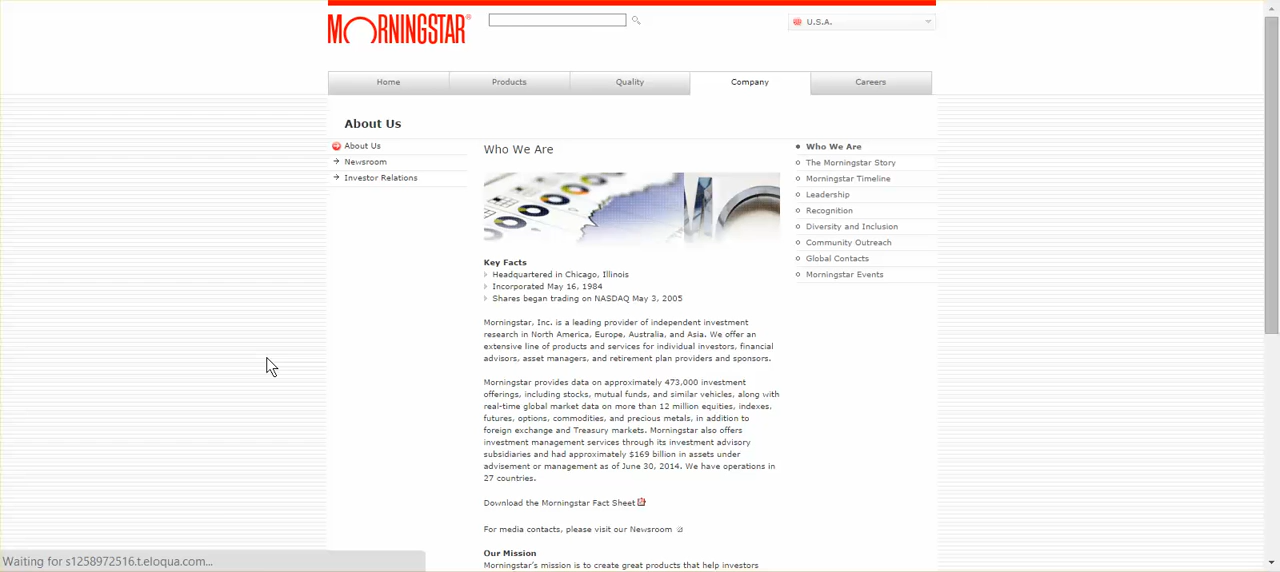 MORNINGSTAR®
U.S.A.
Home
Products
Quality
Company
Careers
About Us
About Us
Newsroom
Investor Relations
Who We Are
Key Facts
Headquartered in Chicago, Illinois
Incorporated May 16, 1984
Shares began trading on NASDAQ May 3, 2005
Morningstar, Inc. is a leading provider of independent investment
research in North America, Europe, Australia, and Asia. We offer an
extensive line of products and services for individual investors, financial
advisors, asset managers, and retirement plan providers and sponsors.
Morningstar provides data on approximately 473,000 investment
offerings, including stocks, mutual funds, and similar vehicles, along with
real-time global market data on more than 12 million equities, indexes,
futures, options, commodities, and precious metals, in addition to
foreign exchange and Treasury markets. Morningstar also offers
investment management services through its investment advisory
subsidiaries and had approximately $169 billion in assets under
advisement or management as of June 30, 2014. We have operations in
27 countries.
Download the Morningstar Fact Sheet
For media contacts, please visit our Newsroom
Our Mission
Morningstar's mission is to create great products that help investors
Who We Are
The Morningstar Story
Morningstar Timeline
Leadership
Recognition
Diversity and Inclusion
Community Outreach
Global Contacts
Morningstar Events
Waiting for s1258972516.t.eloqua.com...